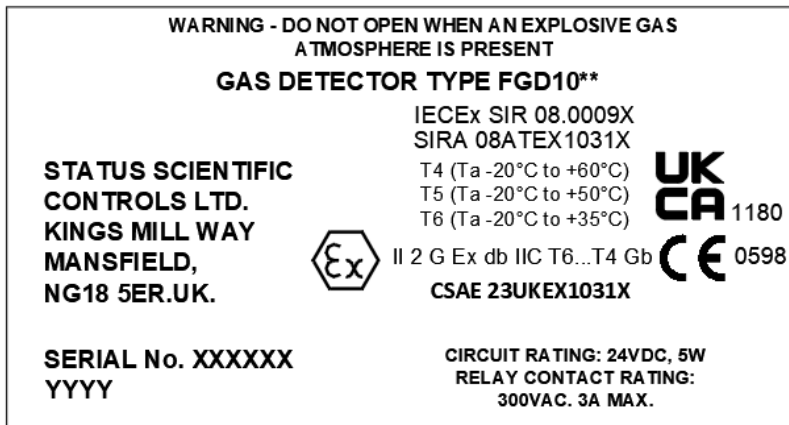 WARNING - DO NOT OPEN WHEN AN EXPLOSIVE GAS
ATMOSPHERE IS PRESENT
GAS DETECTOR TYPE FGD10**
IECEx SIR 08.0009X
SIRA 08ATEX1031X
STATUS SCIENTIFIC
CONTROLS LTD.
KINGS MILL WAY
MANSFIELD,
NG18 5ER.UK.
T4 (Ta -20°C to +60°C)
T5 (Ta -20°C to +50°C)
T6 (Ta -20°C to +35°C)
UK
CA 1180
Ex II 2 G Ex db IIC T6...T4 Gb CE 0598
CSAE 23UKEX1031X
SERIAL No. XXXXXX
YYYY
CIRCUIT RATING: 24VDC, 5W
RELAY CONTACT RATING:
300VAC. 3A MAX.